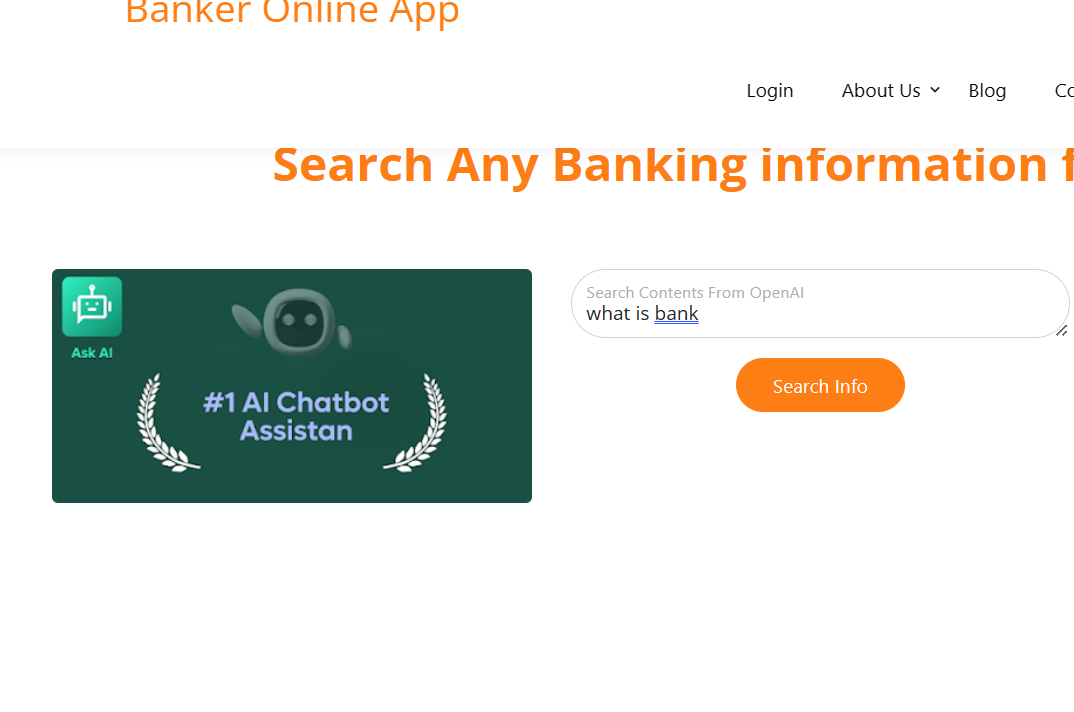 Banker Online App
Login About Us Blog Co
Search Any Banking information f
Ask AI
#1 AI Chatbot
Assistan
Search Contents From OpenAI
what is bank
Search Info